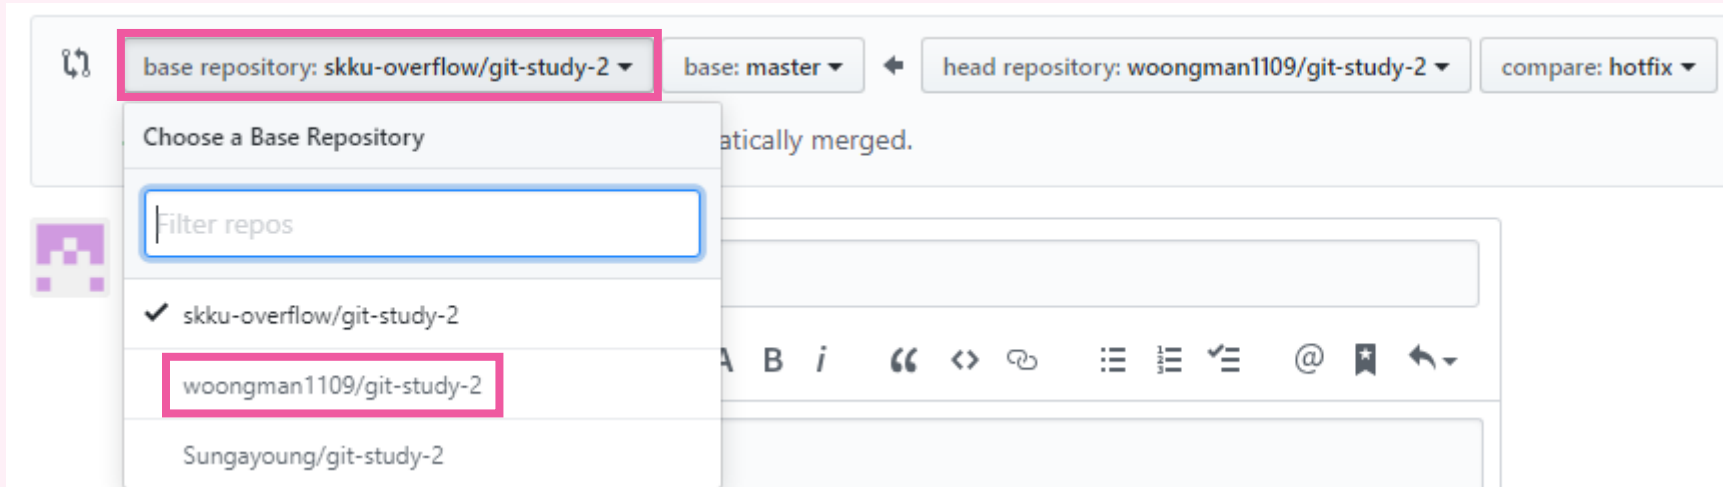 base repository: skku-overflow/git-study-2 base: master head repository: woongman1109/git-study-2 compare: hotfix
Choose a Base Repository
atically merged.
Filter repos
skku-overflow/git-study-2
B i
woongman1109/git-study-2
Sungayoung/git-study-2